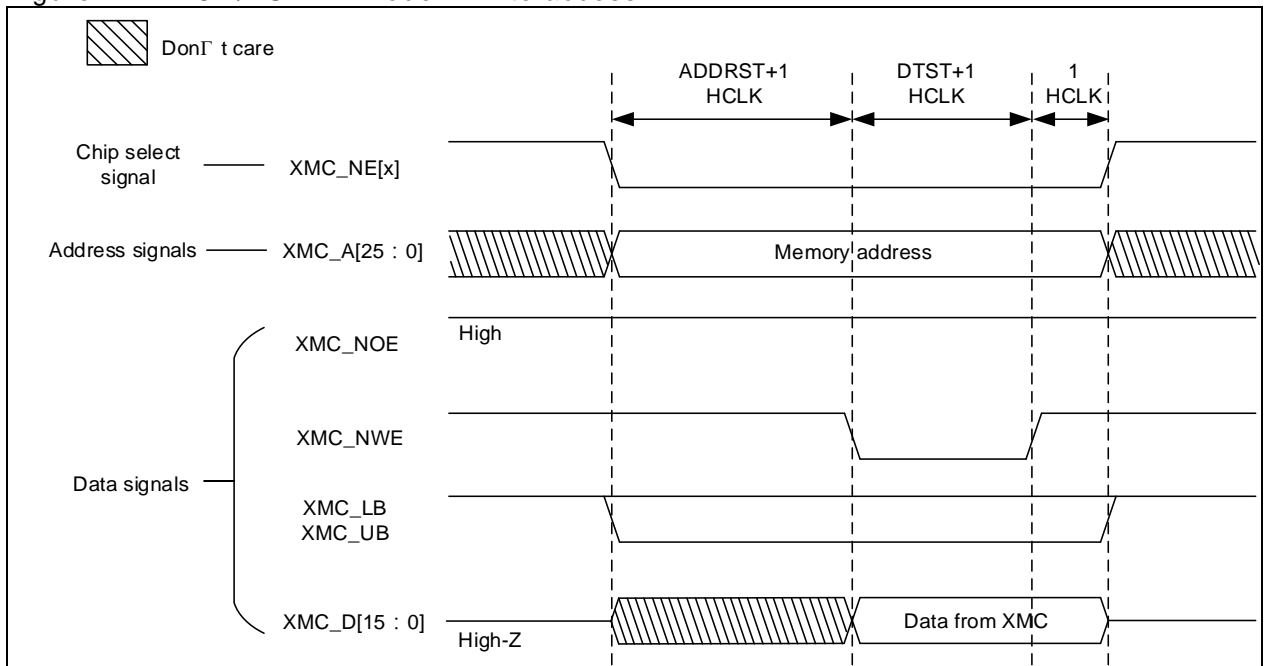 DonΓ t care
ADDRST+1
HCLK
DTST+1
HCLK
1
HCLK
Chip select
signal
XMC_NE[x]
Address signals
XMC_A[25 : 0]
Memory address
XMC_NOE
High
XMC_NWE
Data signals
XMC_LB
XMC_UB
XMC_D[15 : 0]
High-Z
Data from XMC